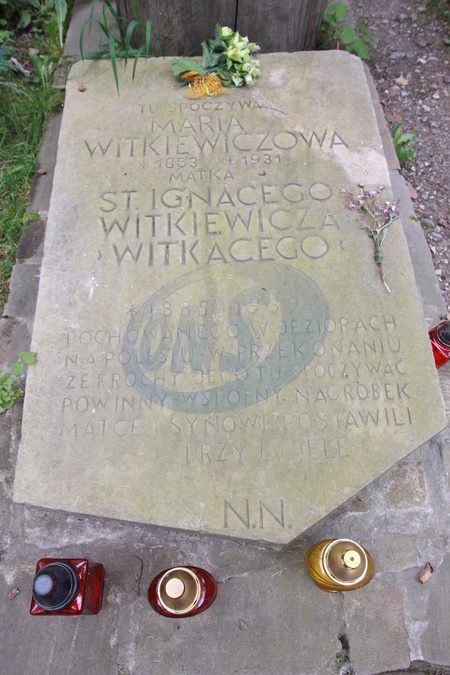 TU SPOCZYWA
MARIA
WITKIEWICZOWA
*1853 +1931
MATKA
ST. IGNACEGO
WITKIEWICZA
›WITKACEGO‹
*1885
POCHOWANEGO W JEZIORACH
NA POLESIU. W PRZEKONANIU
ŻE PROCHY JEGO TU SPOCZYWAĆ
POWINNY-WSPÓLNY NAGROBEK
MATCE I SYNOWI POSTAWILI
PRZYJACIELE
N.N.